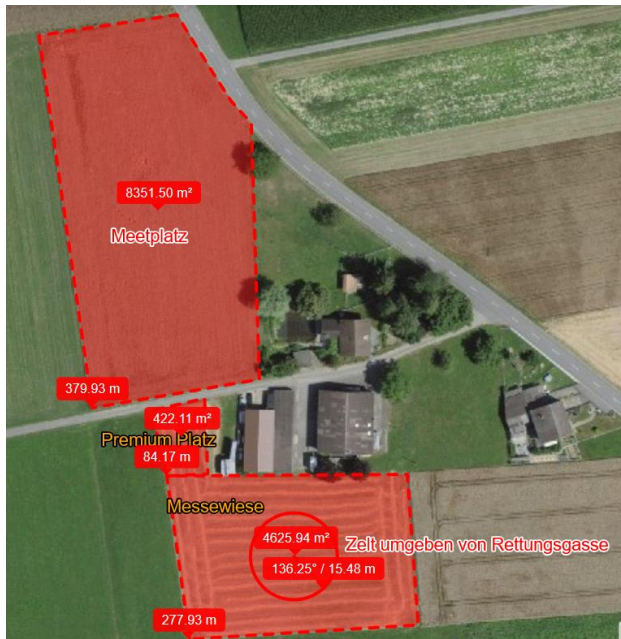 8351.50 m²
Meetplatz
379.93 m
422.11 m²
Premium Platz
84.17 m
Messewiese
4625.94 m²
Zelt umgeben von Rettungsgasse
136.25° / 15.48 m
277.93 m